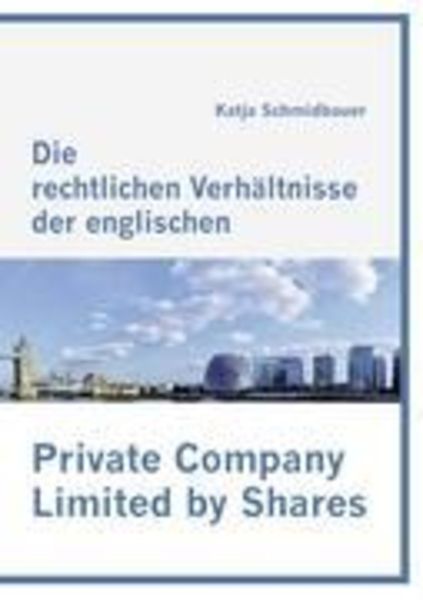 Katja Schmidbauer
Die
rechtlichen Verhältnisse
der englischen
Private Company
Limited by Shares